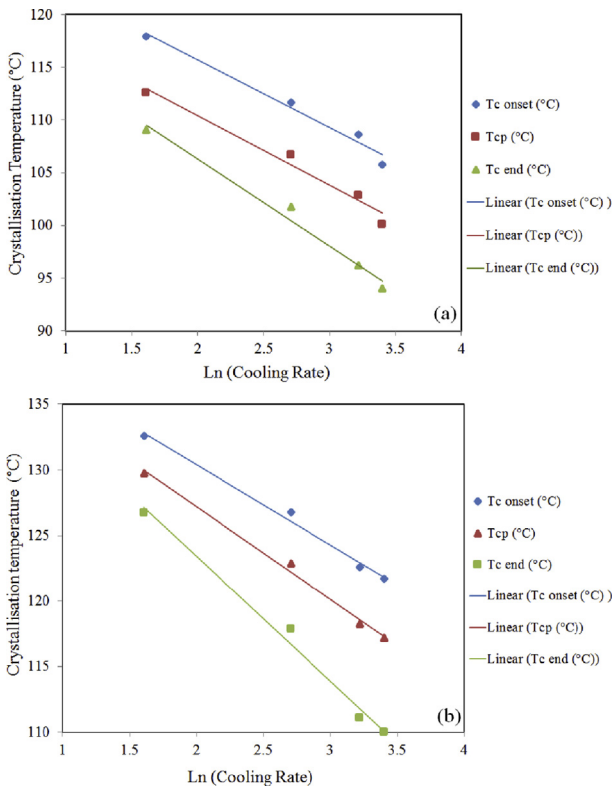 120
115
110
105
100
95
90
Crystallisation Temperature (°C)
1
1.5
2
2.5
3
3.5
4
Ln (Cooling Rate)
(a)
Tc onset (°C)
Tcp (°C)
Tc end (°C)
Linear (Tc onset (°C) )
Linear (Tcp (°C))
Linear (Tc end (°C))
135
130
125
120
115
110
Crystallisation temperature (°C)
1
1.5
2
2.5
3
3.5
4
Ln (Cooling Rate)
(b)
Tc onset (°C)
Tcp (°C)
Tc end (°C)
Linear (Tc onset (°C) )
Linear (Tcp (°C))
Linear (Tc end (°C))